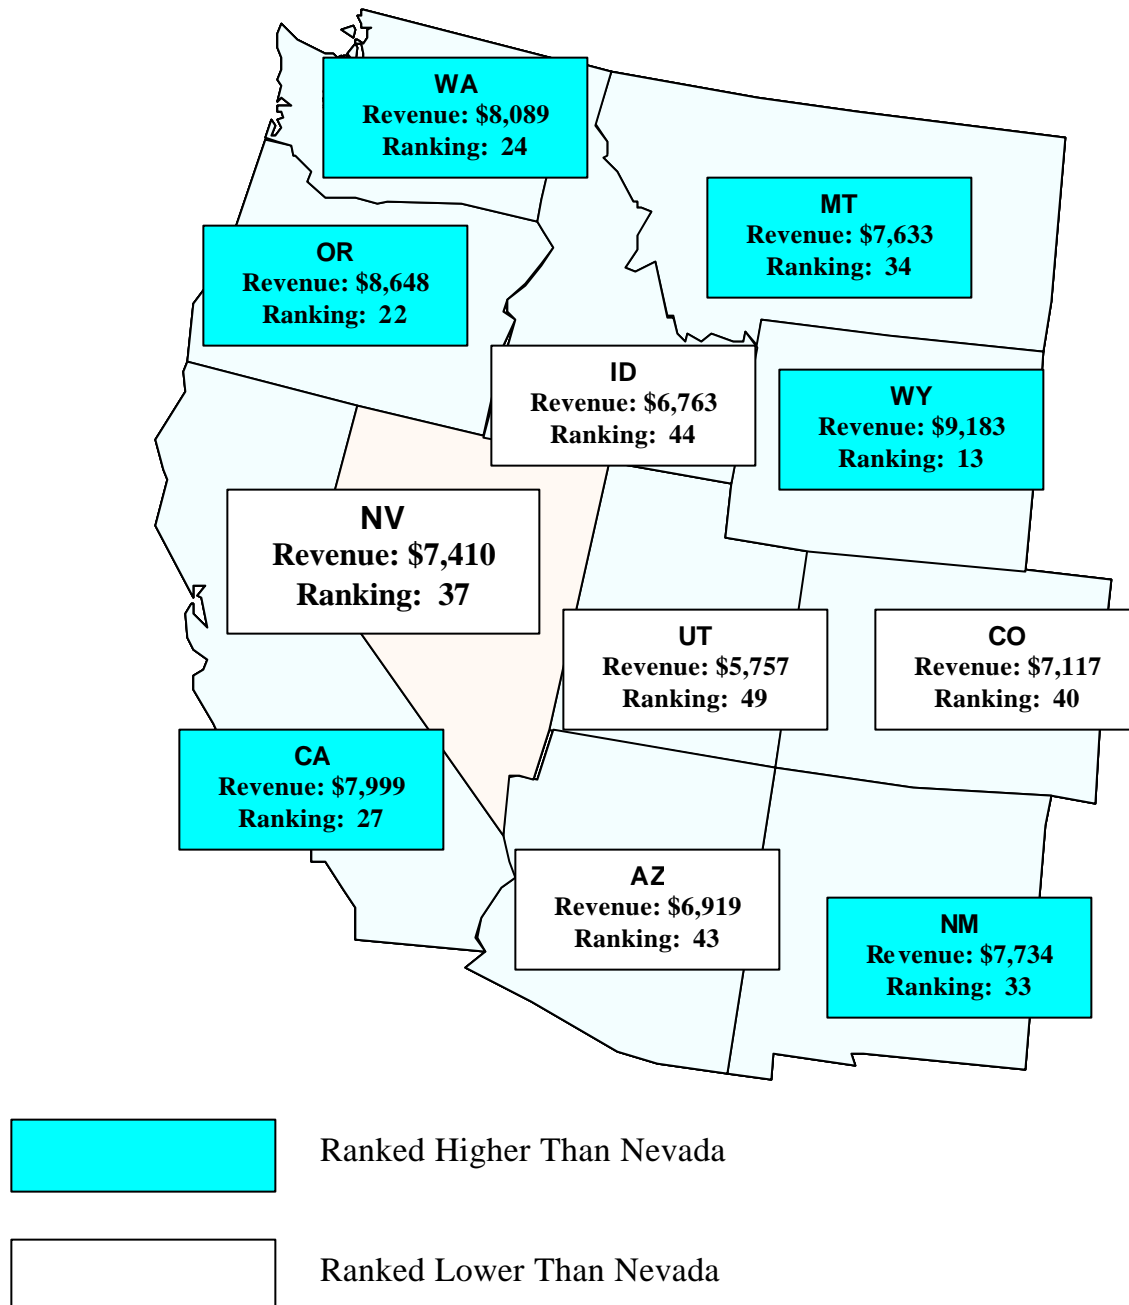 WA
Revenue: $8,089
Ranking: 24
MT
Revenue: $7,633
Ranking: 34
OR
Revenue: $8,648
Ranking: 22
ID
Revenue: $6,763
Ranking: 44
WY
Revenue: $9,183
Ranking: 13
NV
Revenue: $7,410
Ranking: 37
UT
Revenue: $5,757
Ranking: 49
CO
Revenue: $7,117
Ranking: 40
CA
Revenue: $7,999
Ranking: 27
AZ
Revenue: $6,919
Ranking: 43
NM
Revenue: $7,734
Ranking: 33
Ranked Higher Than Nevada
Ranked Lower Than Nevada